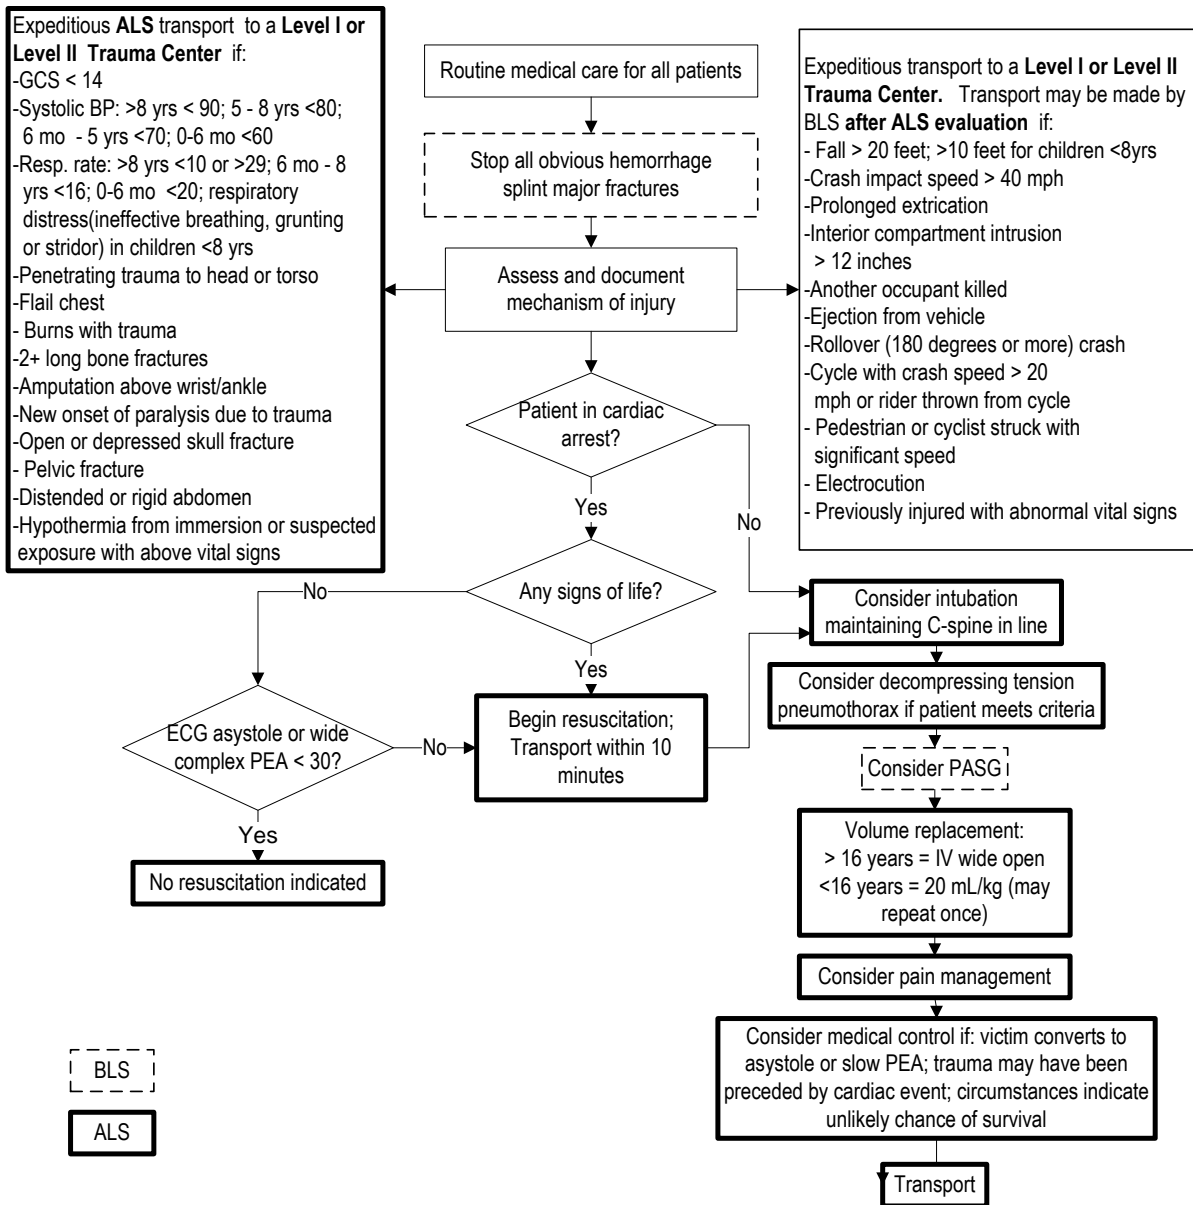 Expeditious ALS transport to a Level I or
Level II Trauma Center if:
-GCS < 14
-Systolic BP: >8 yrs < 90; 5 - 8 yrs <80;
6 mo - 5 yrs <70; 0-6 mo <60
-Resp. rate: >8 yrs <10 or >29; 6 mo - 8
yrs <16; 0-6 mo <20; respiratory
distress(ineffective breathing, grunting
or stridor) in children <8 yrs
-Penetrating trauma to head or torso
-Flail chest
- Burns with trauma
-2+ long bone fractures
-Amputation above wrist/ankle
-New onset of paralysis due to trauma
-Open or depressed skull fracture
- Pelvic fracture
-Distended or rigid abdomen
-Hypothermia from immersion or suspected
exposure with above vital signs
Routine medical care for all patients
Stop all obvious hemorrhage
splint major fractures
Assess and document
mechanism of injury
Expeditious transport to a Level I or Level II
Trauma Center. Transport may be made by
BLS after ALS evaluation if:
- Fall > 20 feet; >10 feet for children <8yrs
-Crash impact speed > 40 mph
-Prolonged extrication
-Interior compartment intrusion
> 12 inches
-Another occupant killed
-Ejection from vehicle
-Rollover (180 degrees or more) crash
-Cycle with crash speed > 20
mph or rider thrown from cycle
- Pedestrian or cyclist struck with
significant speed
- Electrocution
- Previously injured with abnormal vital signs
Patient in cardiac
arrest?
Yes
No
Any signs of life?
No
Yes
ECG asystole or wide
complex PEA < 30?
No
Yes
No resuscitation indicated
Begin resuscitation;
Transport within 10
minutes
Consider intubation
maintaining C-spine in line
Consider decompressing tension
pneumothorax if patient meets criteria
Consider PASG
Volume replacement:
> 16 years = IV wide open
<16 years = 20 mL/kg (may
repeat once)
Consider pain management
Consider medical control if: victim converts to
asystole or slow PEA; trauma may have been
preceded by cardiac event; circumstances indicate
unlikely chance of survival
Transport
BLS
ALS